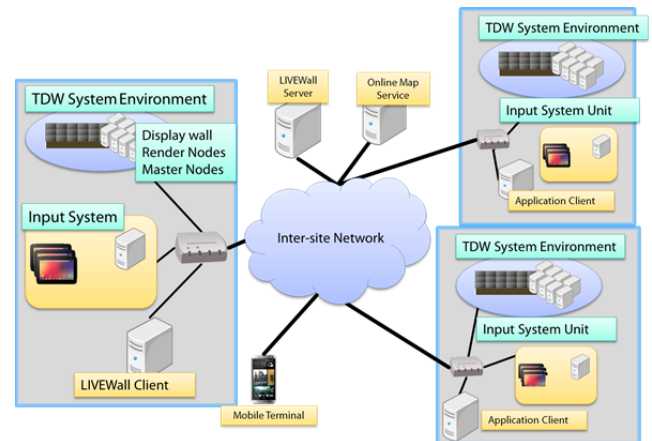 TDW System Environment
Display wall
Render Nodes
Master Nodes
Input System
LIVEWall Client
LIVEWall
Server
Online Map
Service
Inter-site Network
Mobile Terminal
TDW System Environment
Input System Unit
Application Client
TDW System Environment
Input System Unit
Application Client